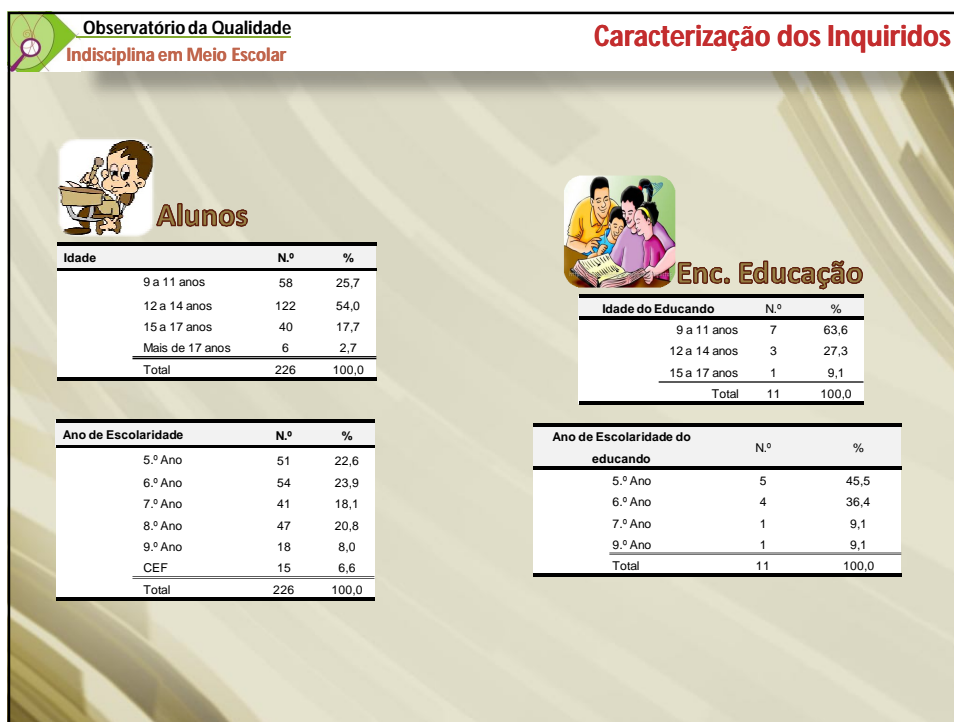 Observatório da Qualidade
Indisciplina em Meio Escolar
Caracterização dos Inquiridos
Alunos
Idade N.º %
9 a 11 anos 58 25,7
12 a 14 anos 122 54,0
15 a 17 anos 40 17,7
Mais de 17 anos 6 2,7
Total 226 100,0
Ano de Escolaridade N.º %
5.º Ano 51 22,6
6.º Ano 54 23,9
7.º Ano 41 18,1
8.º Ano 47 20,8
9.º Ano 18 8,0
CEF 15 6,6
Total 226 100,0
Enc. Educação
Idade do Educando N.º %
9 a 11 anos 7 63,6
12 a 14 anos 3 27,3
15 a 17 anos 1 9,1
Total 11 100,0
Ano de Escolaridade do
educando N.º %
5.º Ano 5 45,5
6.º Ano 4 36,4
7.º Ano 1 9,1
9.º Ano 1 9,1
Total 11 100,0